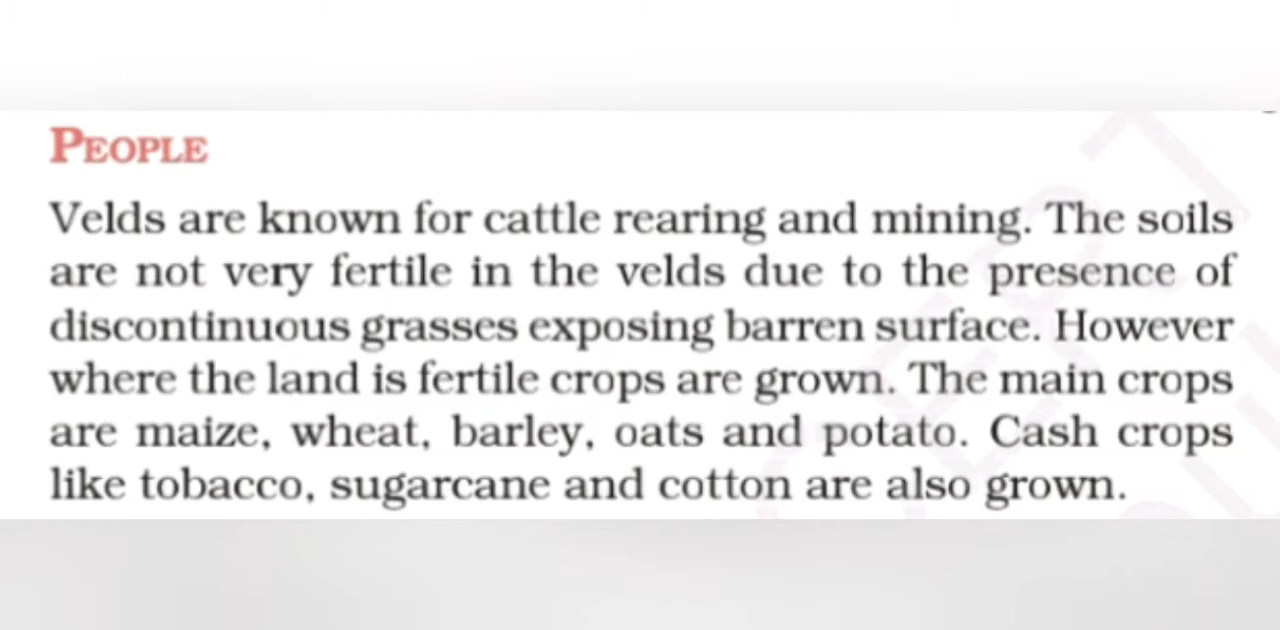 PEOPLE
Velds are known for cattle rearing and mining. The soils
are not very fertile in the velds due to the presence of
discontinuous grasses exposing barren surface. However
where the land is fertile crops are grown. The main crops
are maize, wheat, barley, oats and potato. Cash crops
like tobacco, sugarcane and cotton are also grown.